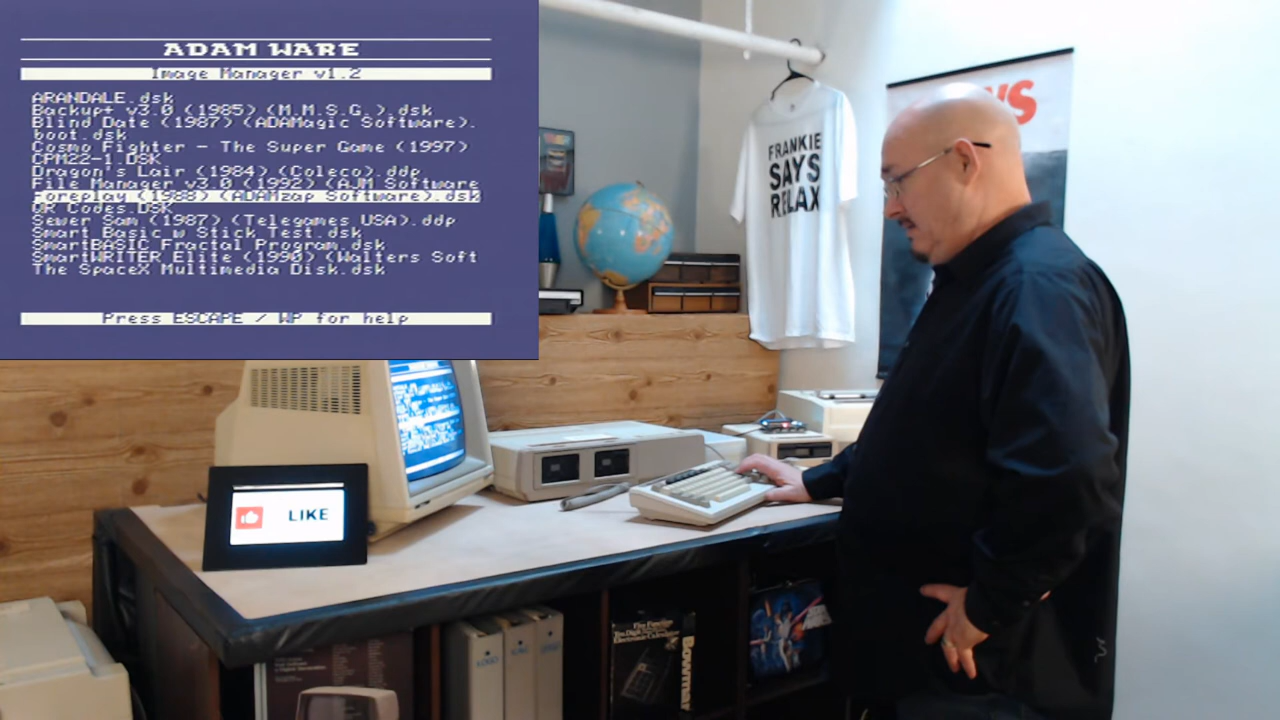 ADAM WARE
Image Manager v1.2
ARANDALE.dsk
Backup+ v3.0 (1985) (M.M.S.G.).dsk
Blind Date (1987) (ADAMagic Software).
boot.dsk
Cosmo Fighter - The Super Game (1997)
CPM22-1.DSK
Dragon's Lair (1984) (Coleco).ddp
File Manager v3.0 (1992) (AJM Software
Foreplay (1988) (ADAMzap Software).dsk
QR Codes.DSK
Sewer Sam (1987) (Telegames USA).ddp
Smart Basic w Stick Test.dsk
SmartBASIC Fractal Program.dsk
SmartWRITER Elite (1990) (Walters Soft
The SpaceX Multimedia Disk.dsk
Press ESCAPE / WP for help
FRANKIE
SAYS
RELAX
LIKE
Bowmar